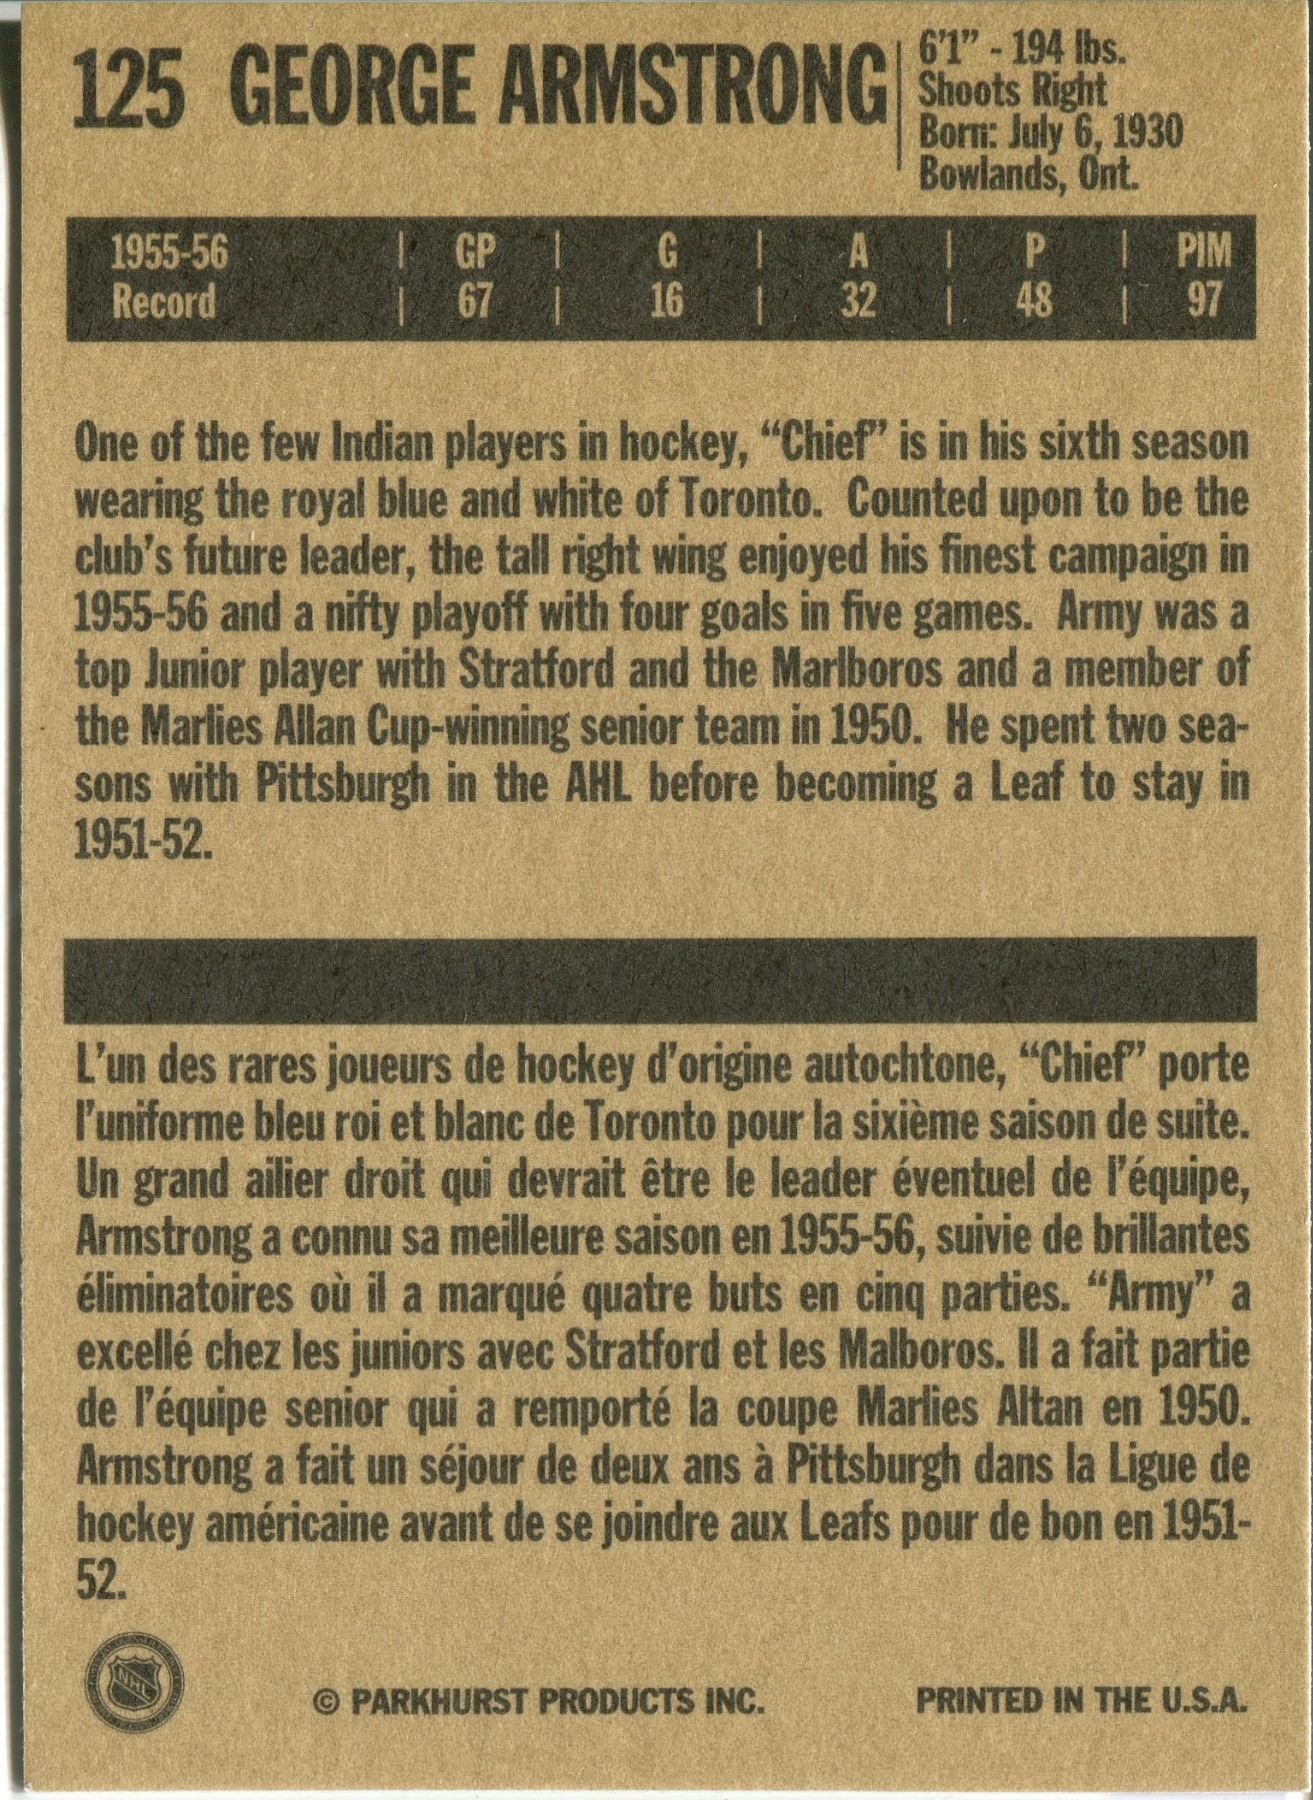 125 GEORGE ARMSTRONG
6'1" - 194 lbs.
Shoots Right
Born: July 6, 1930
Bowlands, Ont.
1955-56 | GP | G | A | P | PIM
Record | 67 | 16 | 32 | 48 | 97
One of the few Indian players in hockey, “Chief” is in his sixth season
wearing the royal blue and white of Toronto. Counted upon to be the
club's future leader, the tall right wing enjoyed his finest campaign in
1955-56 and a nifty playoff with four goals in five games. Army was a
top Junior player with Stratford and the Marlboros and a member of
the Marlies Allan Cup-winning senior team in 1950. He spent two sea-
sons with Pittsburgh in the AHL before becoming a Leaf to stay in
1951-52.
L'un des rares joueurs de hockey d'origine autochtone, “Chief” porte
l'uniforme bleu roi et blanc de Toronto pour la sixième saison de suite.
Un grand ailier droit qui devrait être le leader éventuel de l'équipe,
Armstrong a connu sa meilleure saison en 1955-56, suivie de brillantes
éliminatoires où il a marqué quatre buts en cinq parties. “Army” a
excellé chez les juniors avec Stratford et les Malboros. Il a fait partie
de l'équipe senior qui a remporté la coupe Marlies Altan en 1950.
Armstrong a fait un séjour de deux ans à Pittsburgh dans la Ligue de
hockey américaine avant de se joindre aux Leafs pour de bon en 1951-
52.
NHL
© PARKHURST PRODUCTS INC.
PRINTED IN THE U.S.A.